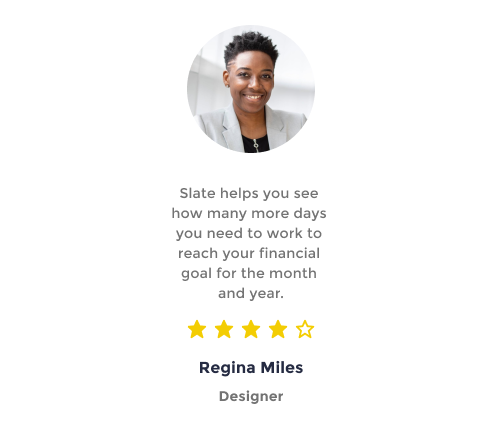 Slate helps you see
how many more days
you need to work to
reach your financial
goal for the month
and year.
Regina Miles
Designer